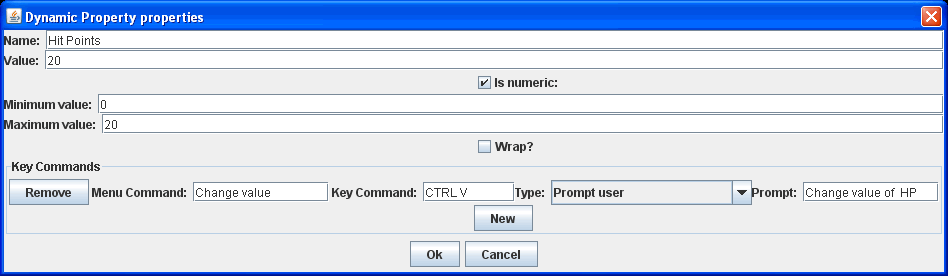 Dynamic Property properties
Name: Hit Points
Value: 20
Is numeric:
Minimum value: 0
Maximum value: 20
Wrap?
Key Commands
Remove Menu Command: Change value Key Command: CTRL V Type: Prompt user Prompt: Change value of HP
New
Ok Cancel